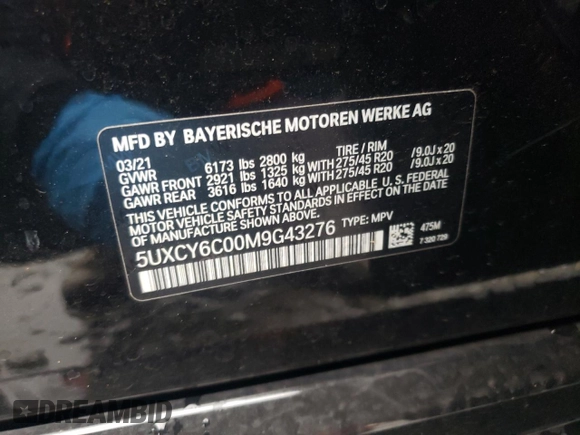 MFD BY BAYERISCHE MOTOREN WERKE AG
03/21 TIRE / RIM
GVWR 6173 lbs 2800 kg
GAWR FRONT 2921 lbs 1325 kg WITH 275/45 R20 / 9.0J x 20
GAWR REAR 3616 lbs 1640 kg WITH 275/45 R20 / 9.0J x 20
THIS VEHICLE CONFORMS TO ALL APPLICABLE U.S. FEDERAL
MOTOR VEHICLE SAFETY STANDARDS IN EFFECT ON THE DATE
OF MANUFACTURE SHOWN ABOVE.
5UXCY6C00M9G43276 TYPE: MPV
475M
7 320 729
DREAMBID